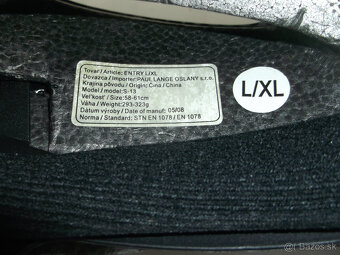 Tovar / Article: ENTRY L/XL
Dovozca / Importer: PAUL LANGE OSLANY s.r.o.
Krajina pôvodu / Origin: Čína / China
Model / model: S-13
Veľkosť / Size: 58-61cm
Váha / Weight: 293-323g
Dátum výroby / Date of manuf: 05/08
Norma / Standard: STN EN 1078 / EN 1078
L/XL
Bazos.sk